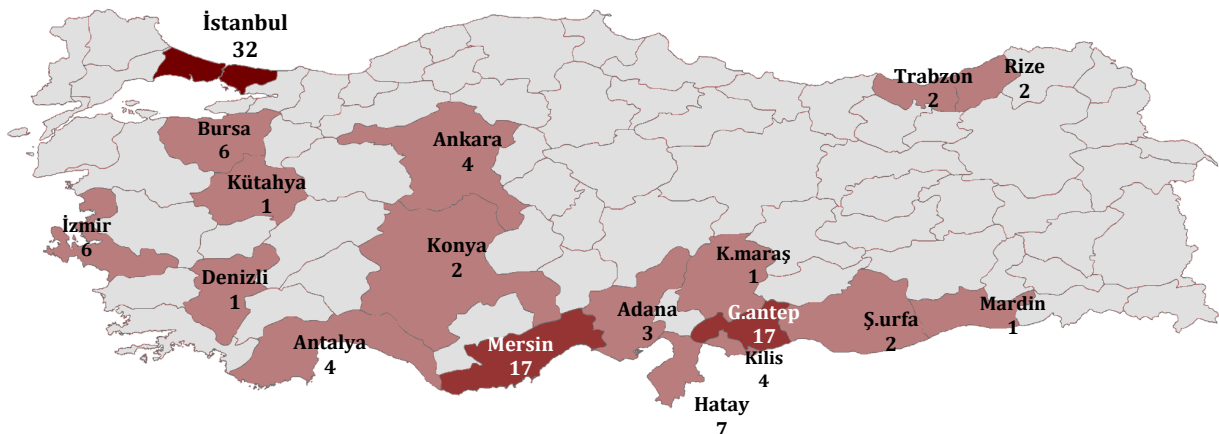 İstanbul
32
Trabzon
2
Rize
2
Bursa
6
Ankara
4
Kütahya
1
İzmir
6
Konya
2
Denizli
1
K.maraş
1
Adana
3
G.antep
17
Ş.urfa
2
Mardin
1
Antalya
4
Mersin
17
Kilis
4
Hatay
7